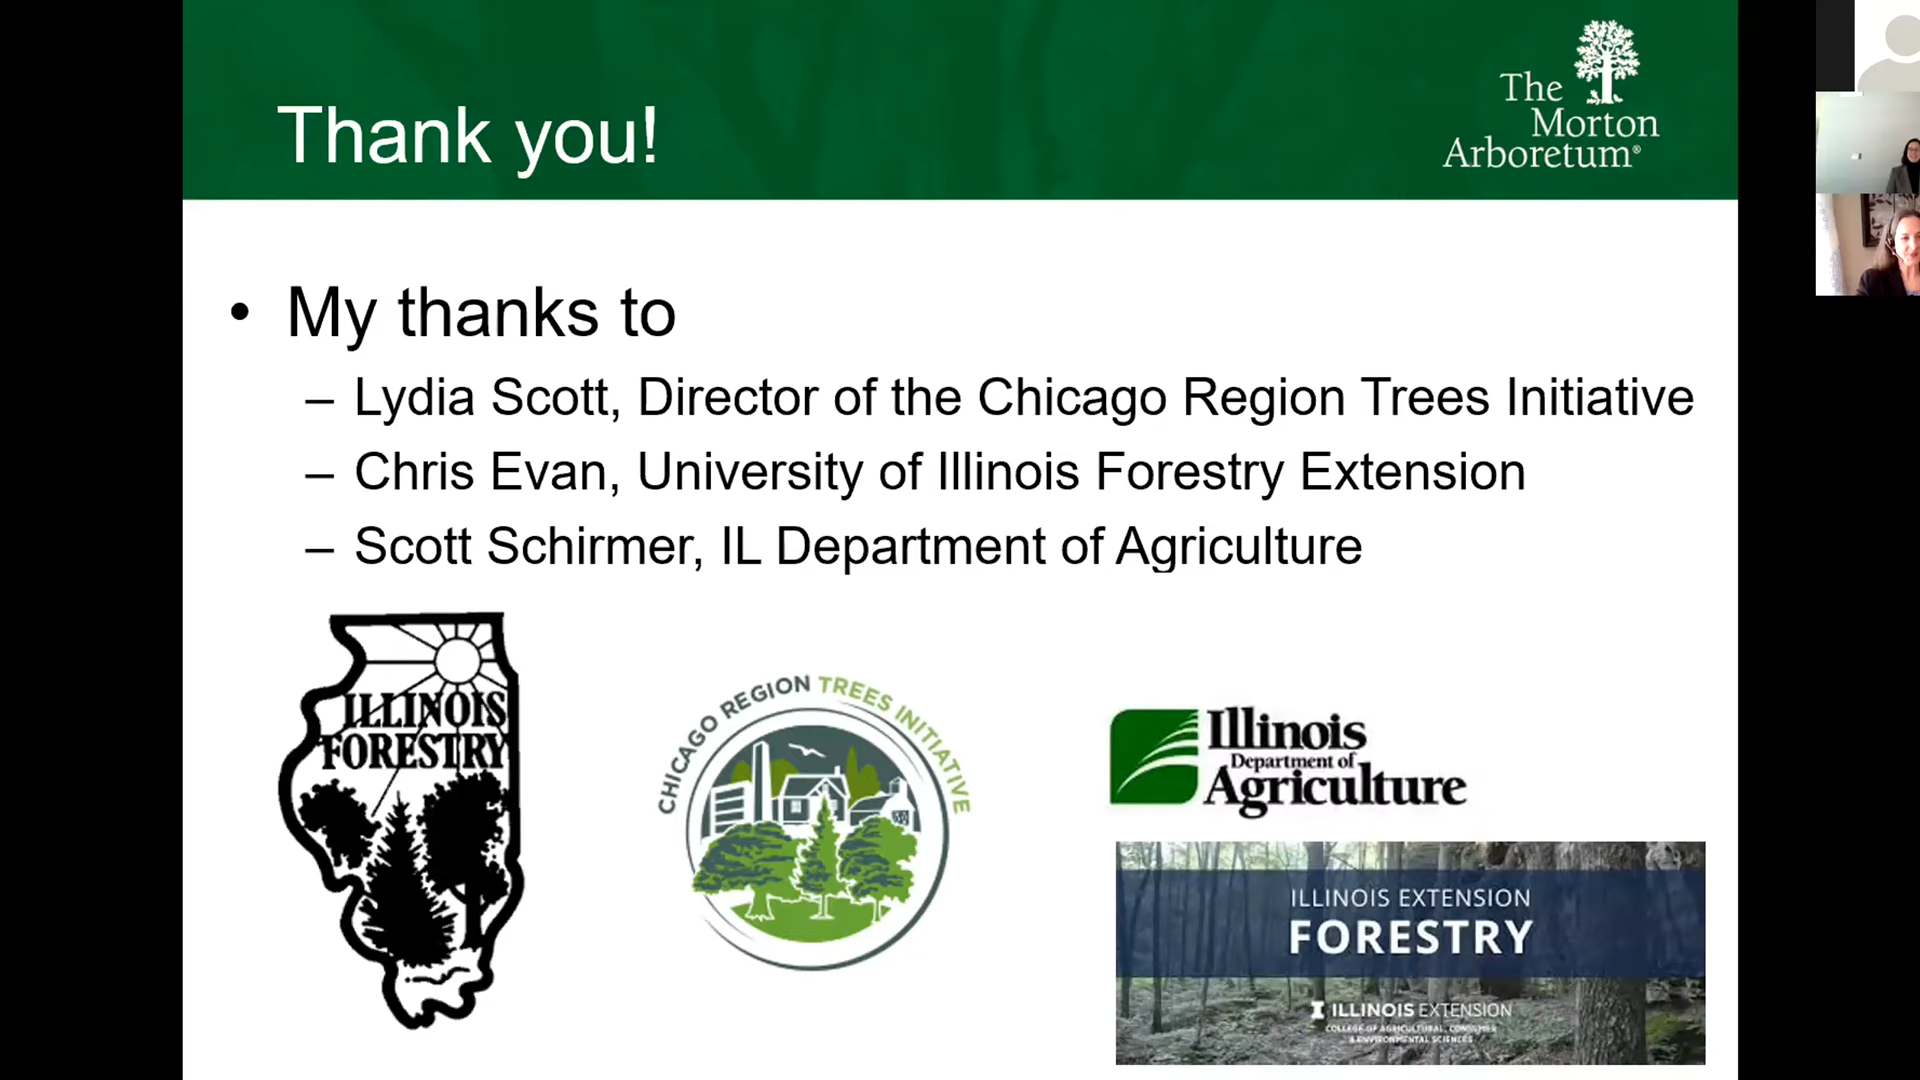 Thank you!
The
Morton
Arboretum®
• My thanks to
– Lydia Scott, Director of the Chicago Region Trees Initiative
– Chris Evan, University of Illinois Forestry Extension
– Scott Schirmer, IL Department of Agriculture
ILLINOIS
FORESTRY
CHICAGO REGION TREES INITIATIVE
Illinois
Department of
Agriculture
ILLINOIS EXTENSION
FORESTRY
I ILLINOIS EXTENSION
COLLEGE OF AGRICULTURAL, CONSUMER
& ENVIRONMENTAL SCIENCES